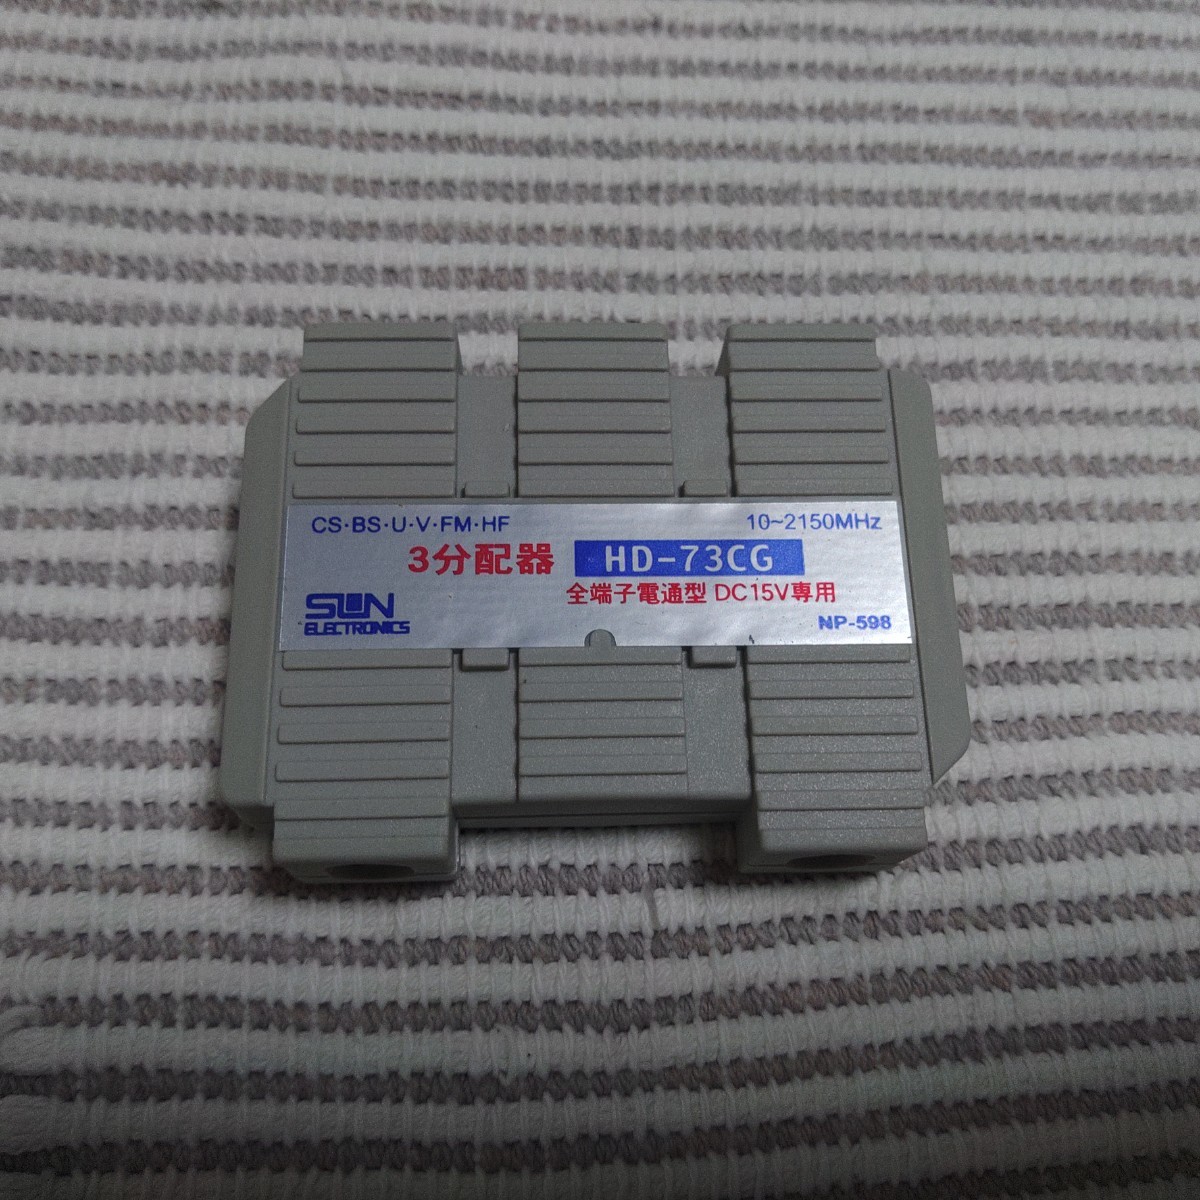 CS·BS·U·V·FM·HF 10~2150MHz
3分配器 HD-73CG
全端子電通型 DC15V専用
SUN
ELECTRONICS
NP-598